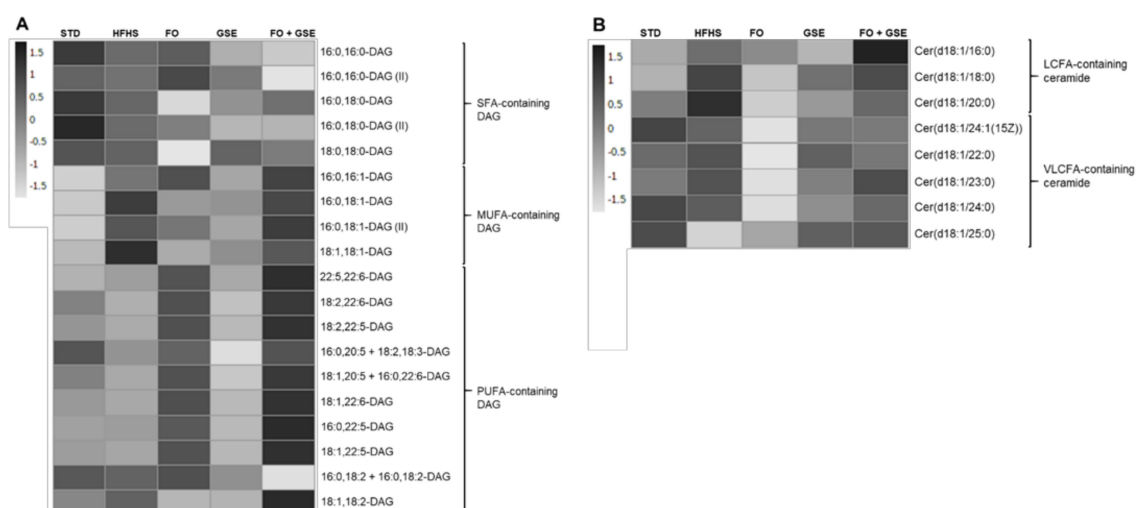 A
STD HFHS FO GSE FO + GSE
1.5
1
0.5
0
-0.5
-1
-1.5
16:0,16:0-DAG
16:0,16:0-DAG (II)
16:0,18:0-DAG
16:0,18:0-DAG (II)
18:0,18:0-DAG
16:0,16:1-DAG
16:0,18:1-DAG
16:0,18:1-DAG (II)
18:1,18:1-DAG
22:5,22:6-DAG
18:2,22:6-DAG
18:2,22:5-DAG
16:0,20:5 + 18:2,18:3-DAG
18:1,20:5 + 16:0,22:6-DAG
18:1,22:6-DAG
16:0,22:5-DAG
18:1,22:5-DAG
16:0,18:2 + 16:0,18:2-DAG
18:1,18:2-DAG
SFA-containing
DAG
MUFA-containing
DAG
PUFA-containing
DAG
B
STD HFHS FO GSE FO + GSE
1.5
1
0.5
0
-0.5
-1
-1.5
Cer(d18:1/16:0)
Cer(d18:1/18:0)
Cer(d18:1/20:0)
Cer(d18:1/24:1(15Z))
Cer(d18:1/22:0)
Cer(d18:1/23:0)
Cer(d18:1/24:0)
Cer(d18:1/25:0)
LCFA-containing
ceramide
VLCFA-containing
ceramide